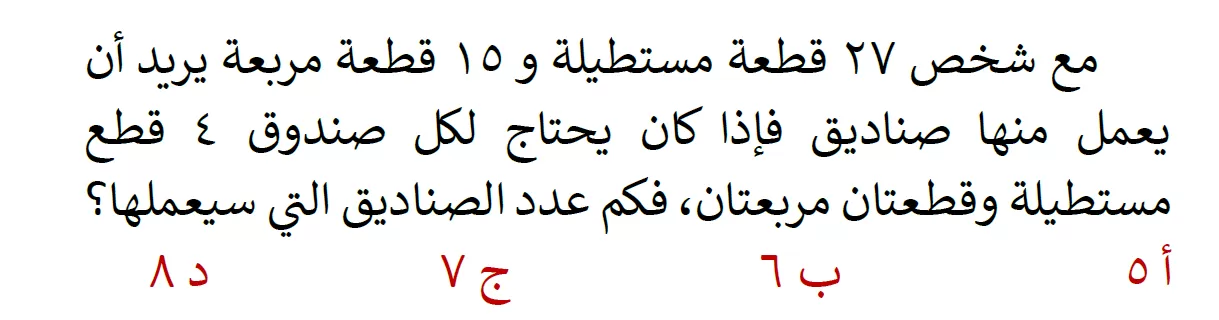 مع شخص ٢٧ قطعة مستطيلة و ١٥ قطعة مربعة يريد أن
يعمل منها صناديق فإذا كان يحتاج لكل صندوق ٤ قطع
مستطيلة وقطعتان مربعتان، فكم عدد الصناديق التي سيعملها؟
أ ٥ ب ٦ ج ٧ د ٨